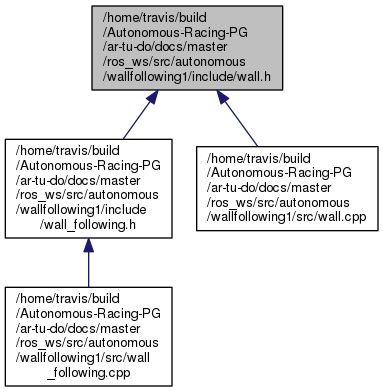 /home/travis/build
/Autonomous-Racing-PG
/ar-tu-do/docs/master
/ros_ws/src/autonomous
/wallfollowing1/include/wall.h
/home/travis/build
/Autonomous-Racing-PG
/ar-tu-do/docs/master
/ros_ws/src/autonomous
/wallfollowing1/include
/wall_following.h
/home/travis/build
/Autonomous-Racing-PG
/ar-tu-do/docs/master
/ros_ws/src/autonomous
/wallfollowing1/src/wall.cpp
/home/travis/build
/Autonomous-Racing-PG
/ar-tu-do/docs/master
/ros_ws/src/autonomous
/wallfollowing1/src/wall
_following.cpp